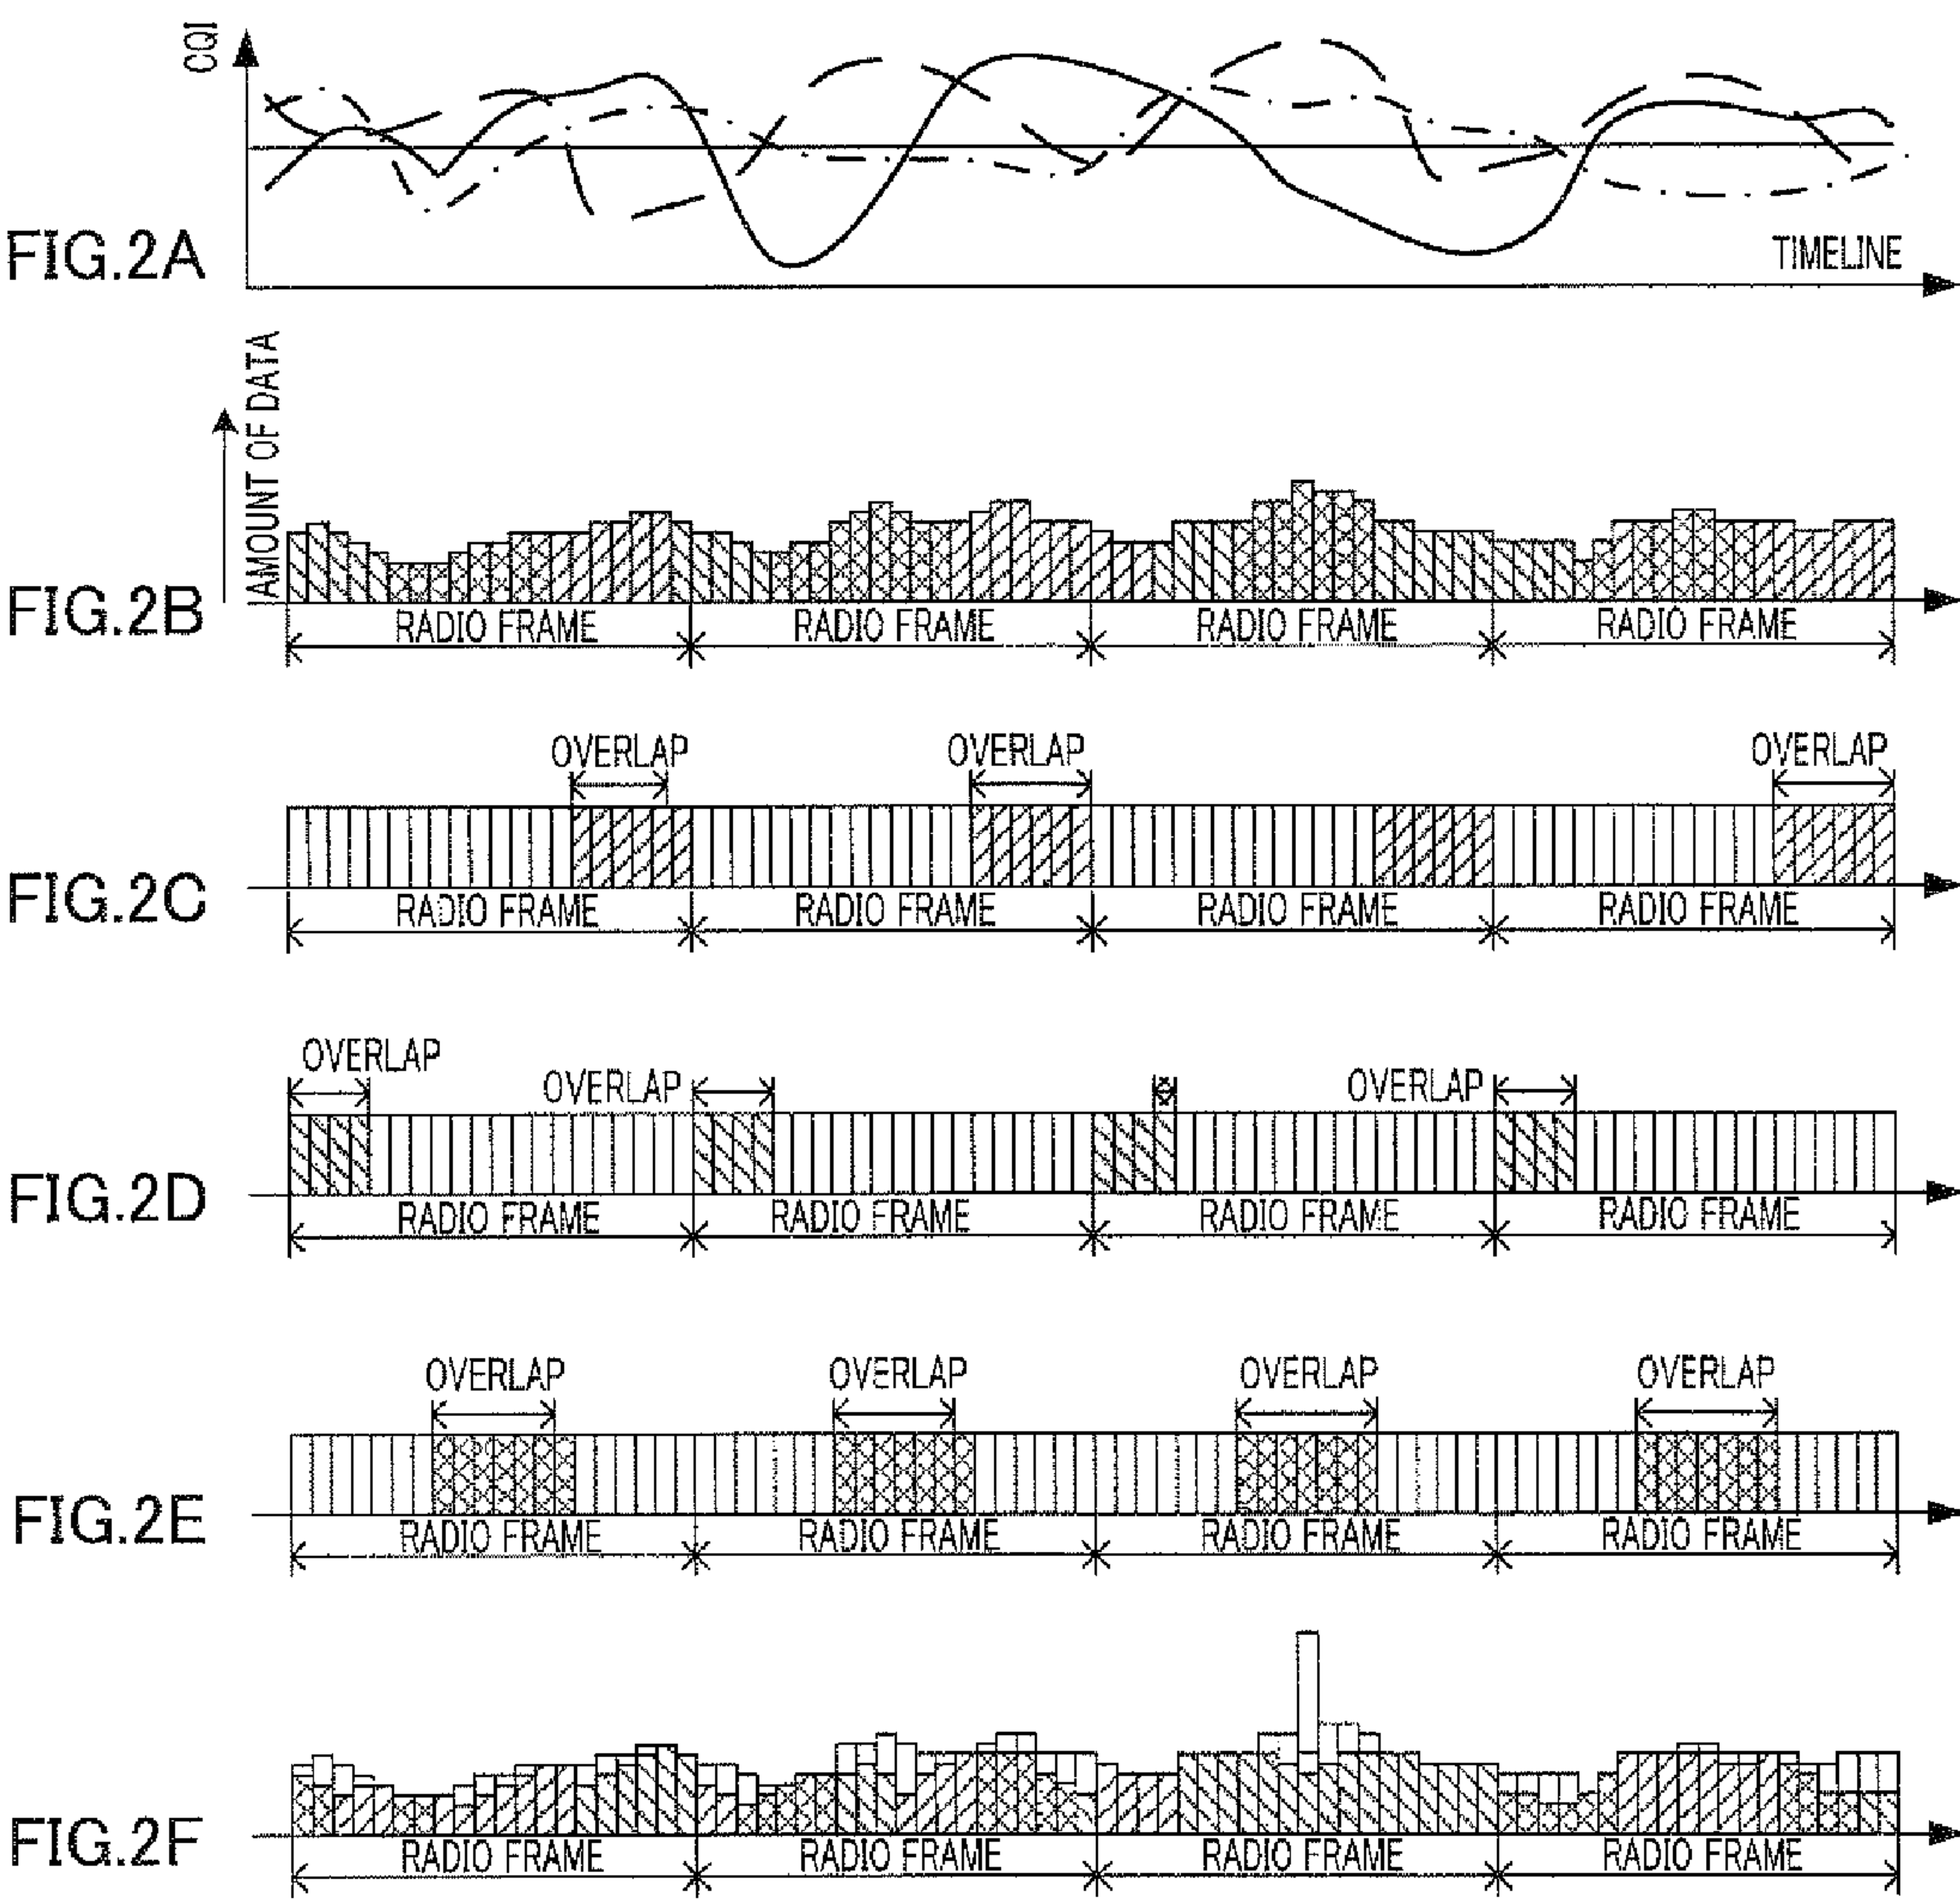 CQI
FIG.2A
TIMELINE
AMOUNT OF DATA
FIG.2B
RADIO FRAME RADIO FRAME RADIO FRAME RADIO FRAME
OVERLAP OVERLAP OVERLAP
FIG.2C
RADIO FRAME RADIO FRAME RADIO FRAME RADIO FRAME
OVERLAP OVERLAP OVERLAP
FIG.2D
RADIO FRAME RADIO FRAME RADIO FRAME RADIO FRAME
OVERLAP OVERLAP OVERLAP OVERLAP
FIG.2E
RADIO FRAME RADIO FRAME RADIO FRAME RADIO FRAME
FIG.2F
RADIO FRAME RADIO FRAME RADIO FRAME RADIO FRAME